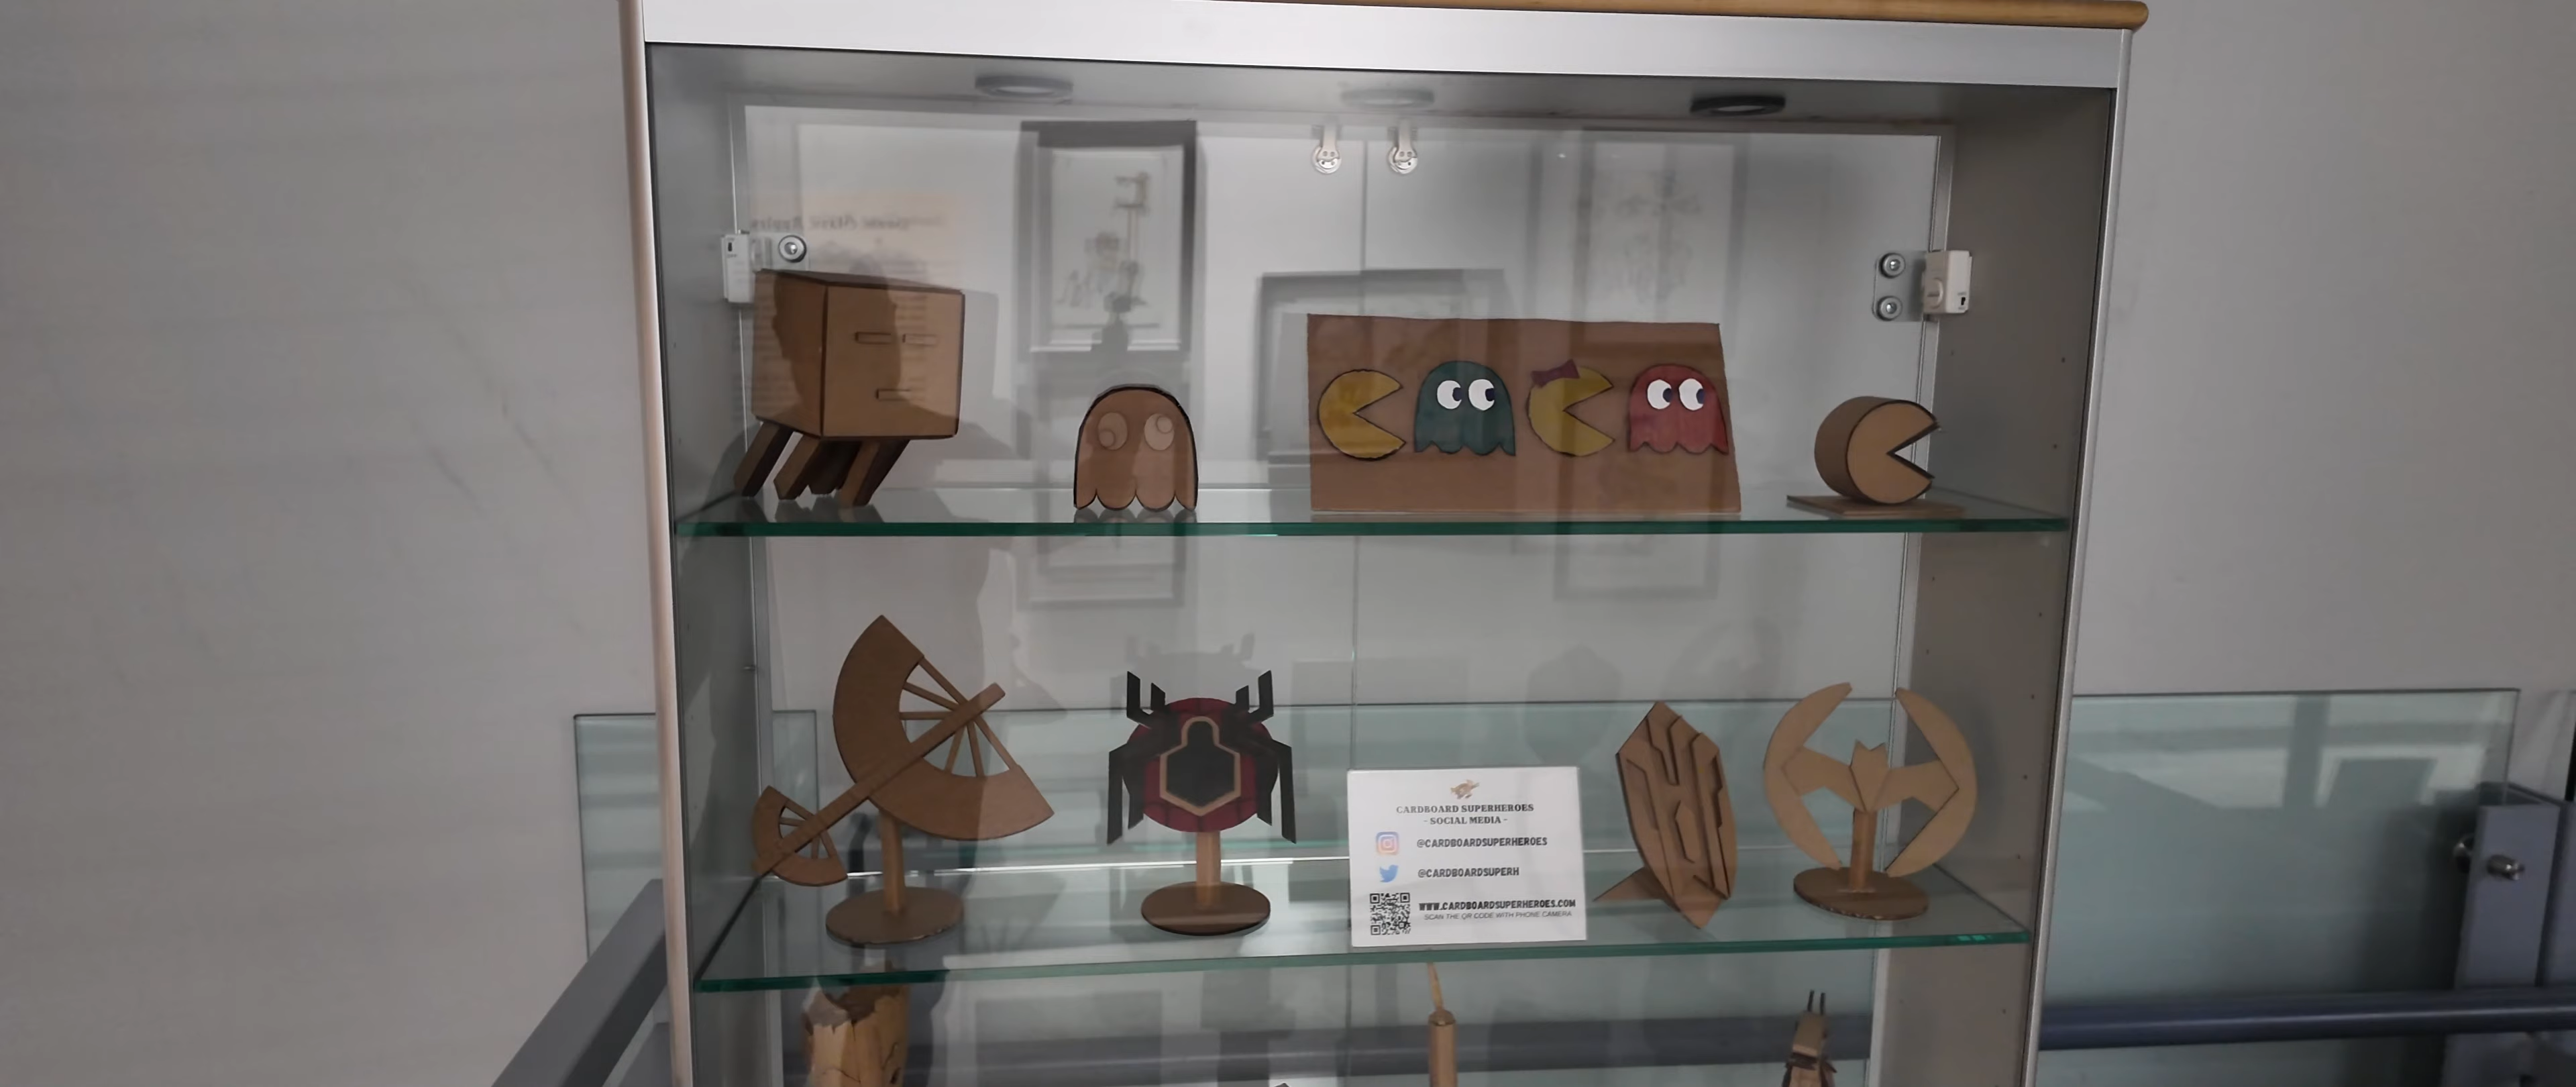 CARDBOARD SUPERHEROES
- SOCIAL MEDIA -
@CARDBOARDSUPERHEROES
@CARDBOARDSUPERH
WWW.CARDBOARDSUPERHEROES.COM
SCAN THE QR CODE WITH PHONE CAMERA